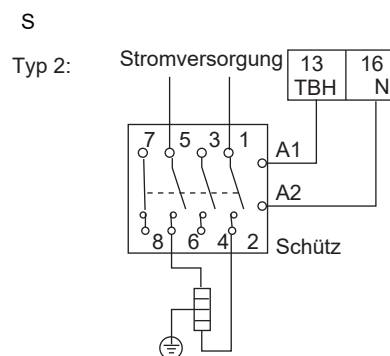 S
Typ 2:
Stromversorgung
13 16
TBH N
7 5 3 1
A1
A2
8 6 4 2
Schütz